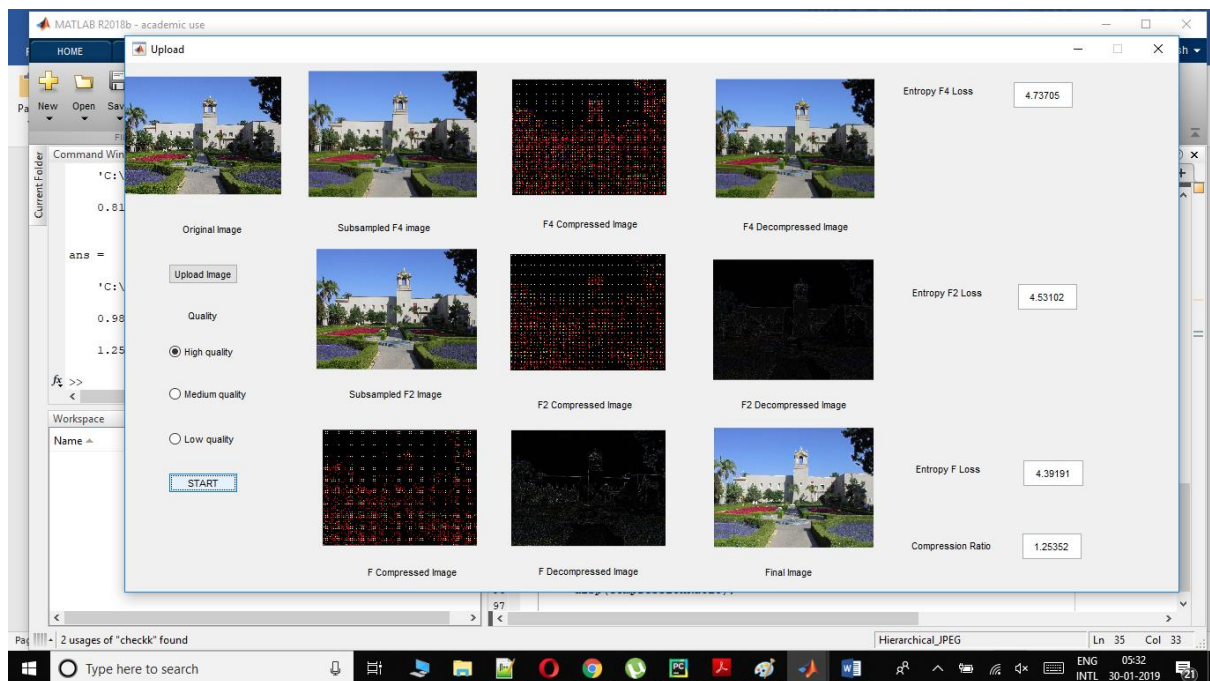 MATLAB R2018b - academic use
HOME
Upload
New Open Sav
Current Folder
Command Win
'C:\
0.81
ans =
'C:\
0.98
1.25
fx >>
Workspace
Name
Original Image
Subsampled F4 image
F4 Compressed Image
F4 Decompressed Image
Entropy F4 Loss
4.73705
Upload Image
Quality
High quality
Medium quality
Low quality
START
Subsampled F2 Image
F2 Compressed Image
F2 Decompressed Image
Entropy F2 Loss
4.53102
F Compressed Image
F Decompressed Image
Final Image
Entropy F Loss
4.39191
Compression Ratio
1.25352
97
2 usages of "checkk" found
Hierarchical_JPEG
Ln 35 Col 33
Type here to search
ENG 05:32
INTL 30-01-2019
21